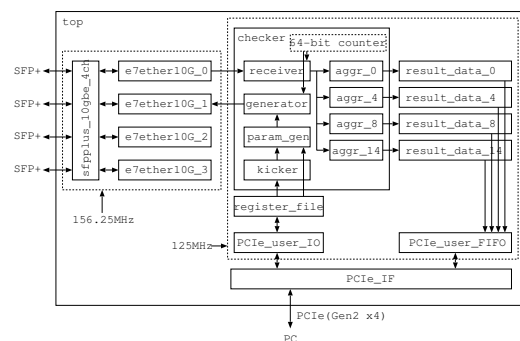 top
checker
64-bit counter
SFP+ e7ether10G_0 receiver aggr_0 result_data_0
SFP+ e7ether10G_1 generator aggr_4 result_data_4
sfpplus_10gbe_4ch
SFP+ e7ether10G_2 param_gen aggr_8 result_data_8
SFP+ e7ether10G_3 kicker aggr_14 result_data_14
register_file
156.25MHz
125MHz PCIe_user_IO PCIe_user_FIFO
PCIe_IF
PCIe(Gen2 x4)
PC